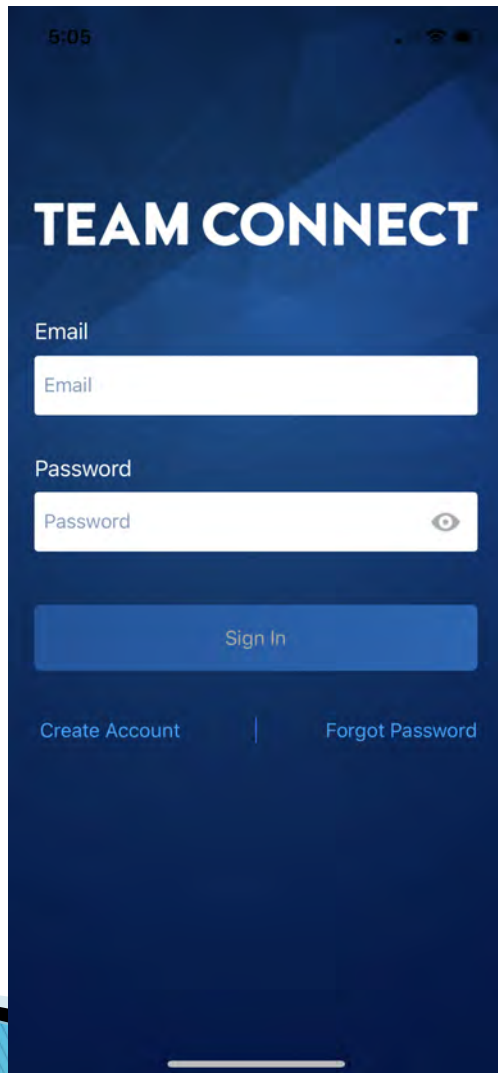 5:05
TEAM CONNECT
Email
Email
Password
Password
Sign In
Create Account | Forgot Password